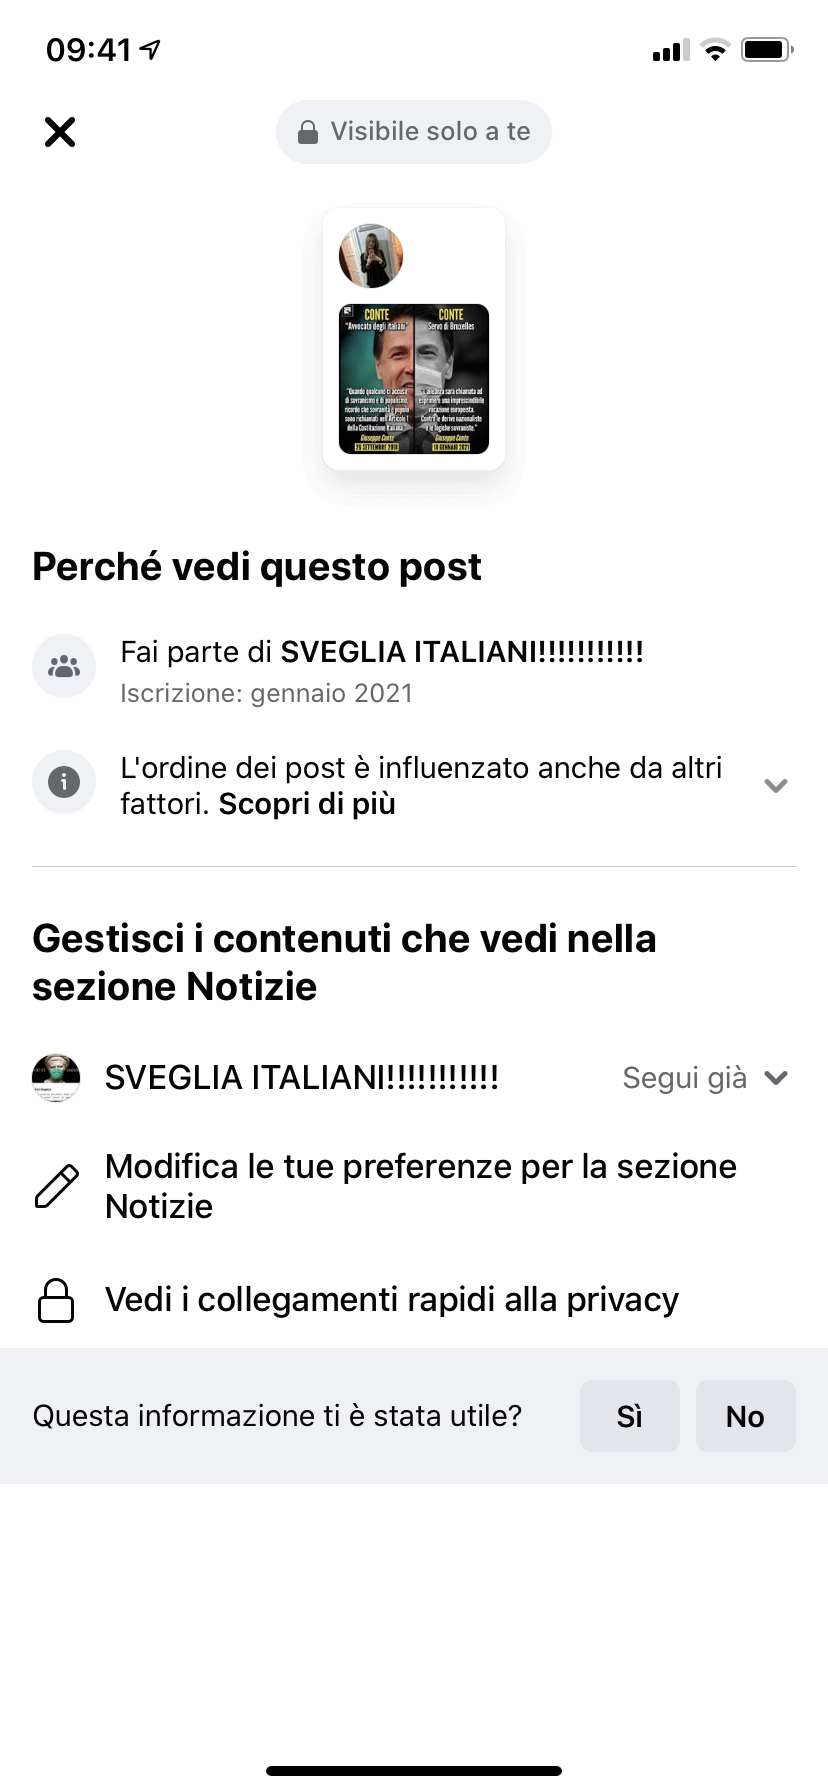 09:41
Visibile solo a te
CONTE
"Avvocato degli italiani"
"Quando qualcuno ci accusa
di sovranismo e di populismo,
ricordo che sovranità e popolo
sono richiamati nell'Articolo 1
della Costituzione Italiana."
Giuseppe Conte
26 SETTEMBRE 2018
CONTE
Servo di Bruxelles
sarà chiamata ad
esprimere una imprescindibile
vocazione europeista.
Contro le derive nazionaliste
e le logiche sovraniste."
Giuseppe Conte
18 GENNAIO 2021
Perché vedi questo post
Fai parte di SVEGLIA ITALIANI!!!!!!!!!!!
Iscrizione: gennaio 2021
L'ordine dei post è influenzato anche da altri
fattori. Scopri di più
Gestisci i contenuti che vedi nella
sezione Notizie
SVEGLIA ITALIANI!!!!!!!!!!!
Segui già
Modifica le tue preferenze per la sezione
Notizie
Vedi i collegamenti rapidi alla privacy
Questa informazione ti è stata utile?
Sì
No